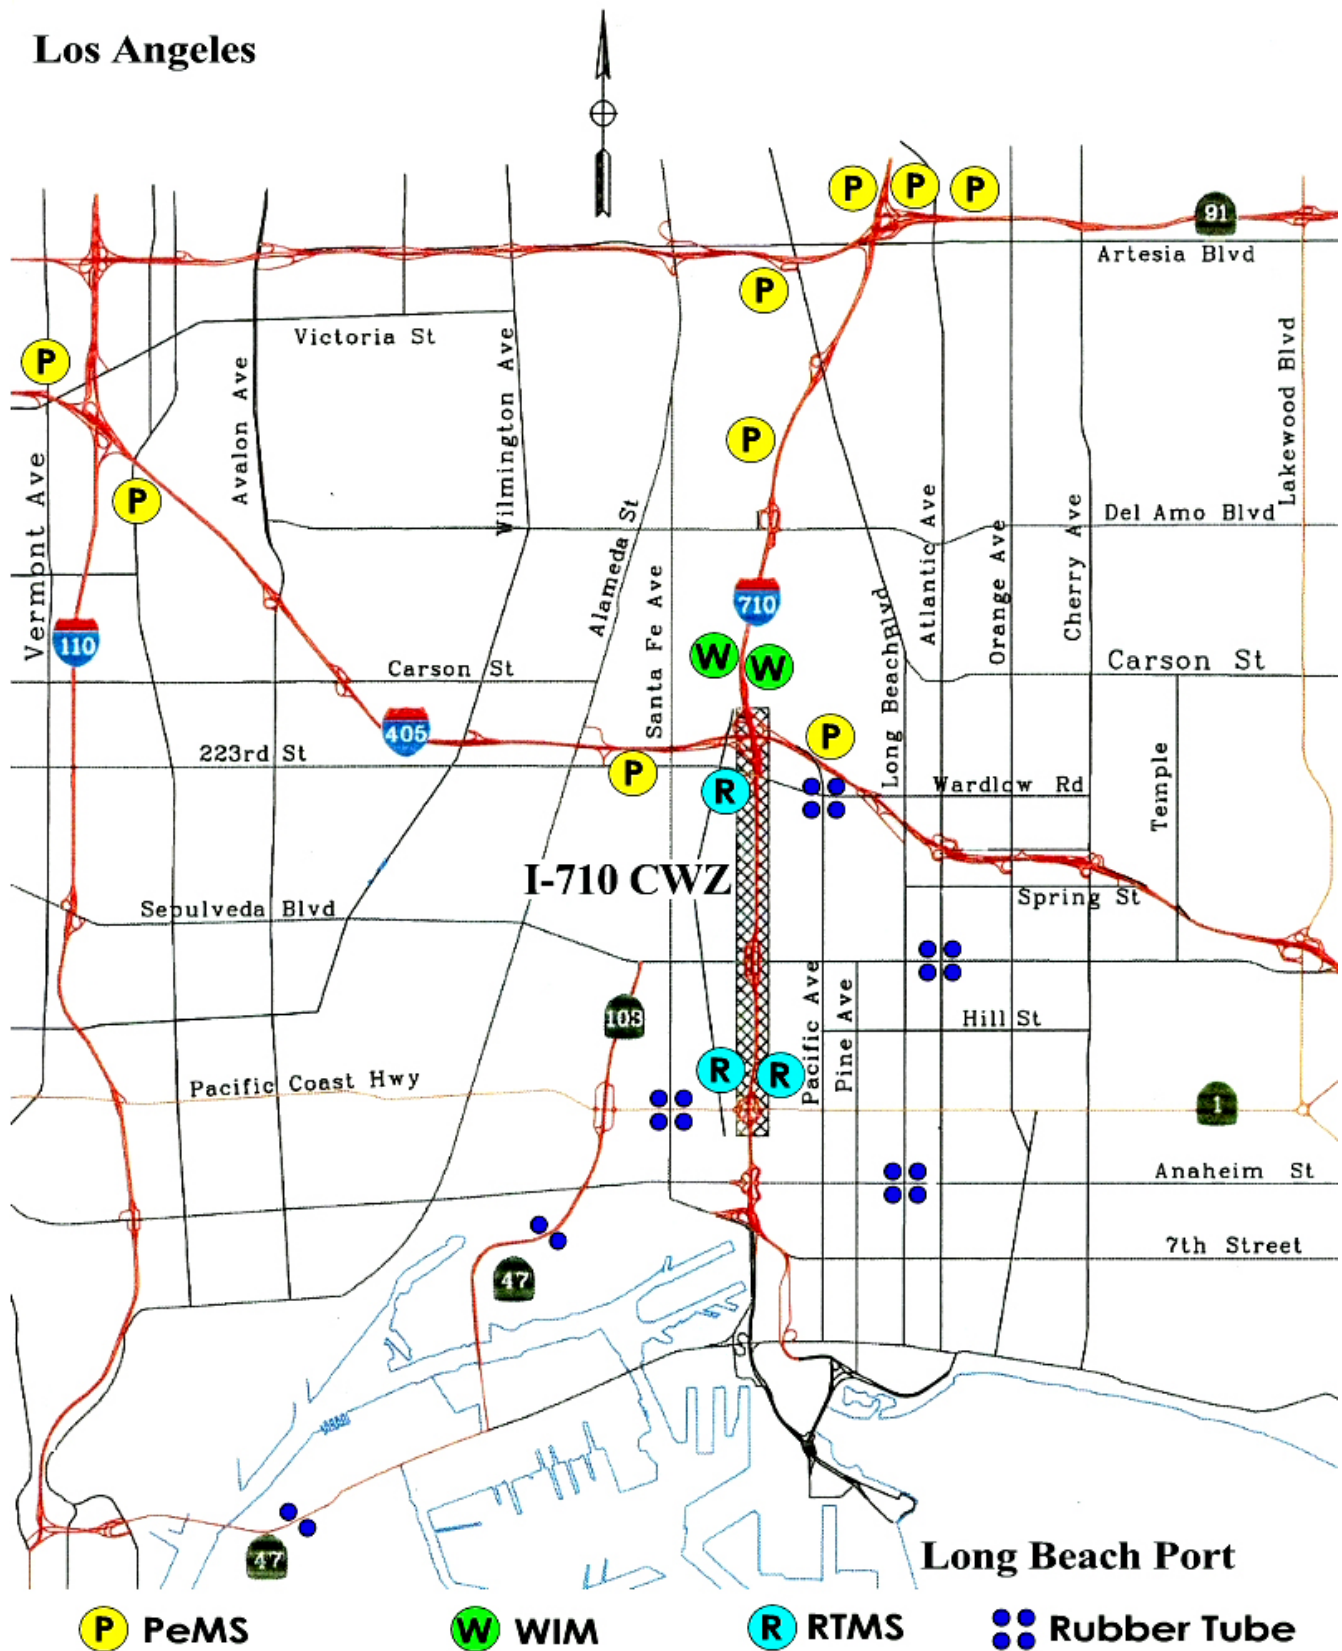 Los Angeles
P P P
91
Artesia Blvd
P
Victoria St
P
Avalon Ave
Wilmington Ave
Lakewood Blvd
P
Vermont Ave
P
Alameda St
Santa Fe Ave
Atlantic Ave
Orange Ave
Cherry Ave
Del Amo Blvd
710
110
W W
Long Beach Blvd
Carson St
Carson St
405
223rd St
P
P
R
Wardlow Rd
Temple
I-710 CWZ
Spring St
Sepulveda Blvd
103
Pacific Ave
Pine Ave
Hill St
R R
Pacific Coast Hwy
1
Anaheim St
7th Street
47
47
Long Beach Port
P PeMS
W WIM
R RTMS
Rubber Tube